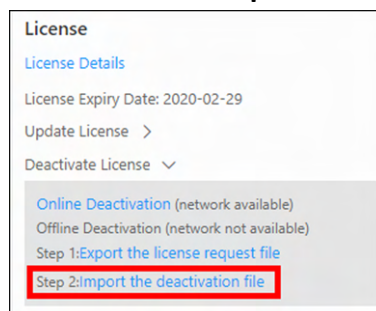 License
License Details
License Expiry Date: 2020-02-29
Update License >
Deactivate License
Online Deactivation (network available)
Offline Deactivation (network not available)
Step 1:Export the license request file
Step 2:Import the deactivation file